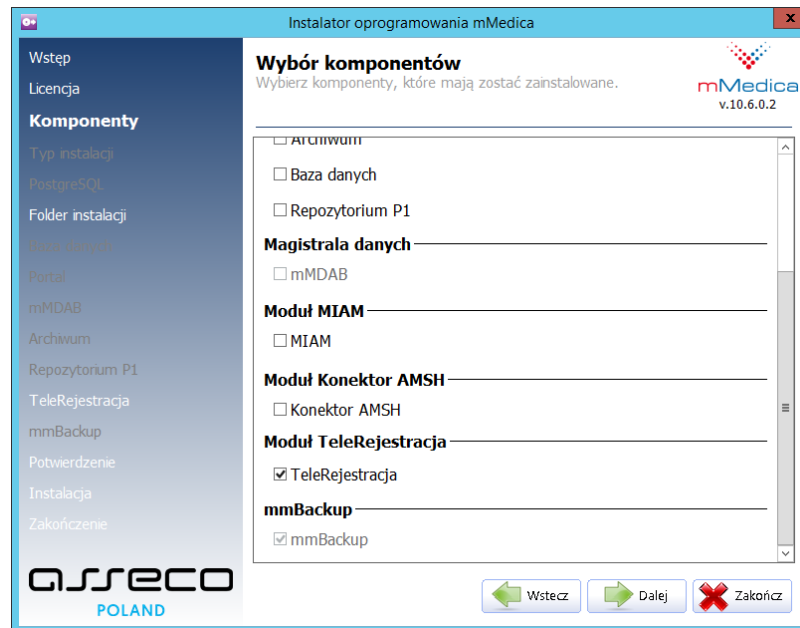 Instalator oprogramowania mMedica
x
Wstęp
Licencja
Komponenty
Typ instalacji
PostgreSQL
Folder instalacji
Baza danych
Portal
mMDAB
Archiwum
Repozytorium P1
TeleRejestracja
mmBackup
Potwierdzenie
Instalacja
Zakończenie
asseco
POLAND
Wybór komponentów
Wybierz komponenty, które mają zostać zainstalowane.
mMedica
v.10.6.0.2
Archiwum
Baza danych
Repozytorium P1
Magistrala danych
mMDAB
Moduł MIAM
MIAM
Moduł Konektor AMSH
Konektor AMSH
Moduł TeleRejestracja
TeleRejestracja
mmBackup
mmBackup
Wstecz
Dalej
Zakończ